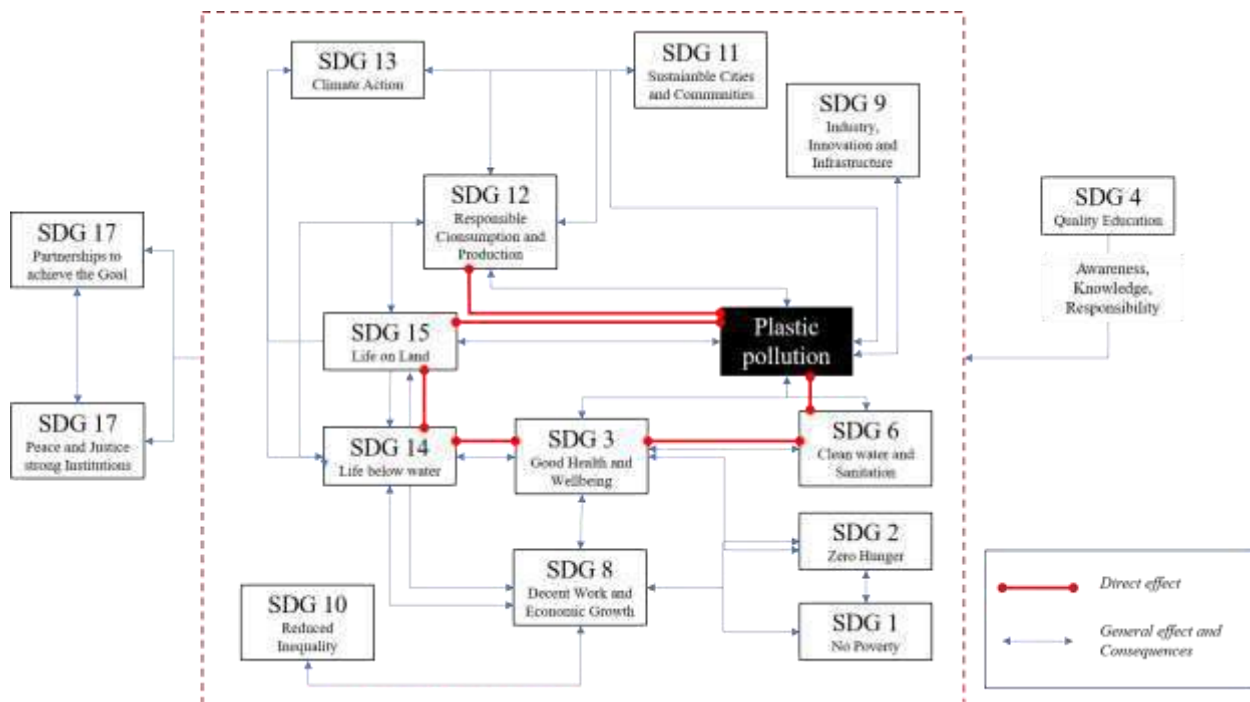 SDG 13
Climate Action
SDG 11
Sustainable Cities
and Communities
SDG 9
Industry,
Innovation and
Infrastructure
SDG 12
Responsible
Cionsumption and
Production
SDG 4
Quality Education
Awareness,
Knowledge,
Responsibility
SDG 17
Partnerships to
achieve the Goal
SDG 15
Life on Land
Plastic
pollution
SDG 17
Peace and Justice
strong Institutions
SDG 14
Life below water
SDG 3
Good Health and
Wellbeing
SDG 6
Clean water and
Sanitation
SDG 2
Zero Hunger
SDG 8
Decent Work and
Economic Growth
SDG 10
Reduced
Inequality
SDG 1
No Poverty
Direct effect
General effect and
Consequences